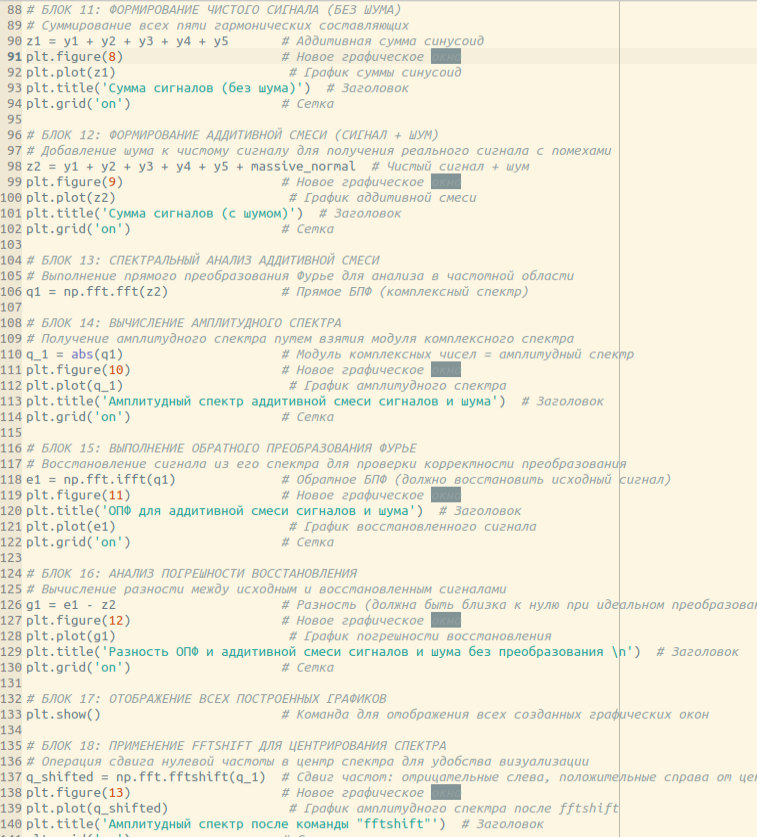 88 # БЛОК 11: ФОРМИРОВАНИЕ ЧИСТОГО СИГНАЛА (БЕЗ ШУМА)
89 # Суммирование всех пяти гармонических составляющих
90 z1 = y1 + y2 + y3 + y4 + y5 # Аддитивная сумма синусоид
91 plt.figure(8) # Новое графическое окно
92 plt.plot(z1) # График суммы синусоид
93 plt.title('Сумма сигналов (без шума)') # Заголовок
94 plt.grid('on') # Сетка
95
96 # БЛОК 12: ФОРМИРОВАНИЕ АДДИТИВНОЙ СМЕСИ (СИГНАЛ + ШУМ)
97 # Добавление шума к чистому сигналу для получения реального сигнала с помехами
98 z2 = y1 + y2 + y3 + y4 + y5 + massive_normal # Чистый сигнал + шум
99 plt.figure(9) # Новое графическое окно
100 plt.plot(z2) # График аддитивной смеси
101 plt.title('Сумма сигналов (с шумом)') # Заголовок
102 plt.grid('on') # Сетка
103
104 # БЛОК 13: СПЕКТРАЛЬНЫЙ АНАЛИЗ АДДИТИВНОЙ СМЕСИ
105 # Выполнение прямого преобразования Фурье для анализа в частотной области
106 q1 = np.fft.fft(z2) # Прямое БПФ (комплексный спектр)
107
108 # БЛОК 14: ВЫЧИСЛЕНИЕ АМПЛИТУДНОГО СПЕКТРА
109 # Получение амплитудного спектра путем взятия модуля комплексного спектра
110 q_1 = abs(q1) # Модуль комплексных чисел = амплитудный спектр
111 plt.figure(10) # Новое графическое окно
112 plt.plot(q_1) # График амплитудного спектра
113 plt.title('Амплитудный спектр аддитивной смеси сигналов и шума') # Заголовок
114 plt.grid('on') # Сетка
115
116 # БЛОК 15: ВЫПОЛНЕНИЕ ОБРАТНОГО ПРЕОБРАЗОВАНИЯ ФУРЬЕ
117 # Восстановление сигнала из его спектра для проверки корректности преобразования
118 e1 = np.fft.ifft(q1) # Обратное БПФ (должно восстановить исходный сигнал)
119 plt.figure(11) # Новое графическое окно
120 plt.title('ОПФ для аддитивной смеси сигналов и шума') # Заголовок
121 plt.plot(e1) # График восстановленного сигнала
122 plt.grid('on') # Сетка
123
124 # БЛОК 16: АНАЛИЗ ПОГРЕШНОСТИ ВОССТАНОВЛЕНИЯ
125 # Вычисление разности между исходным и восстановленным сигналами
126 g1 = e1 - z2 # Разность (должна быть близка к нулю при идеальном преобразова
127 plt.figure(12) # Новое графическое окно
128 plt.plot(g1) # График погрешности восстановления
129 plt.title('Разность ОПФ и аддитивной смеси сигналов и шума без преобразования \n') # Заголовок
130 plt.grid('on') # Сетка
131
132 # БЛОК 17: ОТОБРАЖЕНИЕ ВСЕХ ПОСТРОЕННЫХ ГРАФИКОВ
133 plt.show() # Команда для отображения всех созданных графических окон
134
135 # БЛОК 18: ПРИМЕНЕНИЕ FFTSHIFT ДЛЯ ЦЕНТРИРОВАНИЯ СПЕКТРА
136 # Операция сдвига нулевой частоты в центр спектра для удобства визуализации
137 q_shifted = np.fft.fftshift(q_1) # Сдвиг частот: отрицательные слева, положительные справа от це
138 plt.figure(13) # Новое графическое окно
139 plt.plot(q_shifted) # График амплитудного спектра после fftshift
140 plt.title('Амплитудный спектр после команды "fftshift"') # Заголовок